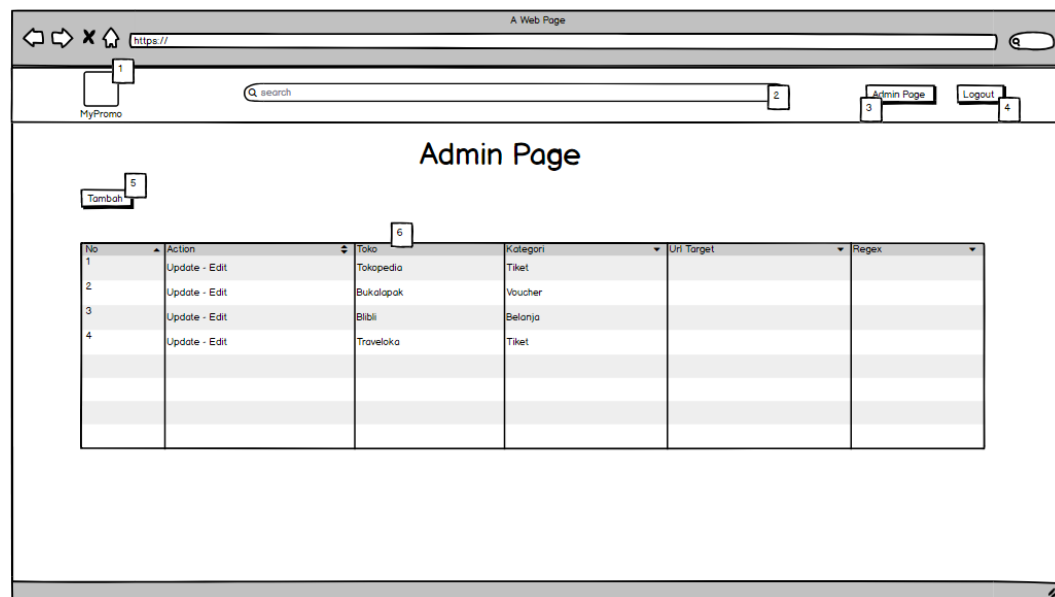 A Web Page
https://
1
search
2
Admin Page
3
Logout
4
MyPromo
Admin Page
5
Tambah
6
No Action Toko Kategori Url Target Regex
1 Update - Edit Tokopedia Tiket
2 Update - Edit Bukalapak Voucher
3 Update - Edit Blibli Belanja
4 Update - Edit Traveloka Tiket